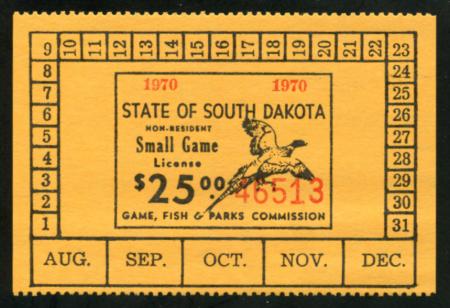 9 10 11 12 13 14 15 16 17 18 19 20 21 22 23
8 24
7 25
6 26
5 27
4 28
3 29
2 30
1 31
1970 1970
STATE OF SOUTH DAKOTA
NON-RESIDENT
Small Game
License
$25.00 46513
GAME, FISH & PARKS COMMISSION
AUG. SEP. OCT. NOV. DEC.